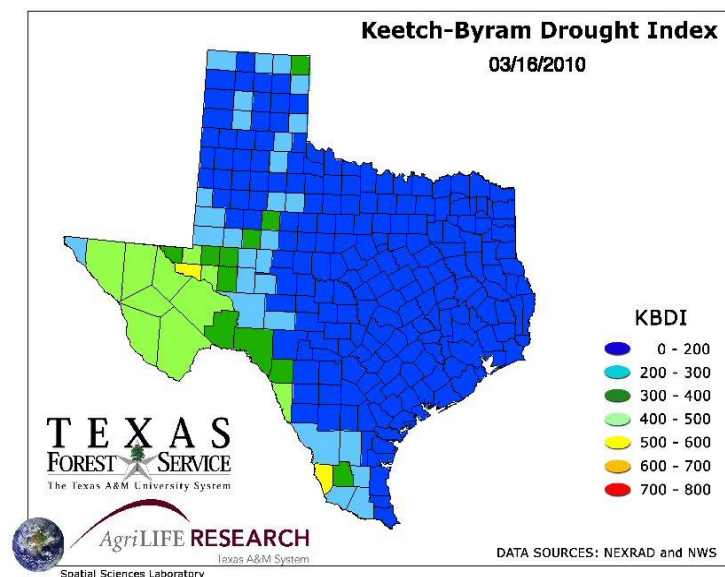 Keetch-Byram Drought Index
03/16/2010
KBDI
0 - 200
200 - 300
300 - 400
400 - 500
500 - 600
600 - 700
700 - 800
TEXAS
FOREST SERVICE
The Texas A&M University System
AgriLIFE RESEARCH
Texas A&M System
Spatial Sciences Laboratory
DATA SOURCES: NEXRAD and NWS